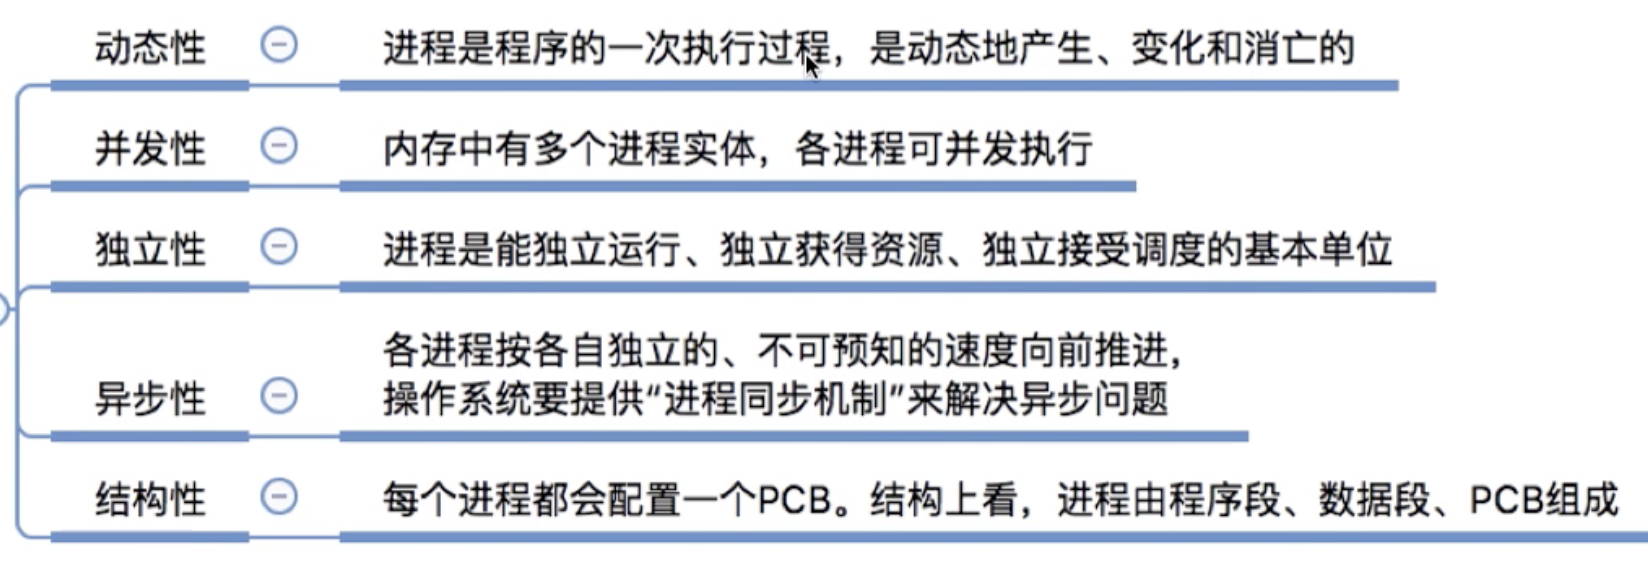 动态性 进程是程序的一次执行过程，是动态地产生、变化和消亡的
并发性 内存中有多个进程实体，各进程可并发执行
独立性 进程是能独立运行、独立获得资源、独立接受调度的基本单位
各进程按各自独立的、不可预知的速度向前推进，
异步性 操作系统要提供“进程同步机制”来解决异步问题
结构性 每个进程都会配置一个PCB。结构上看，进程由程序段、数据段、PCB组成